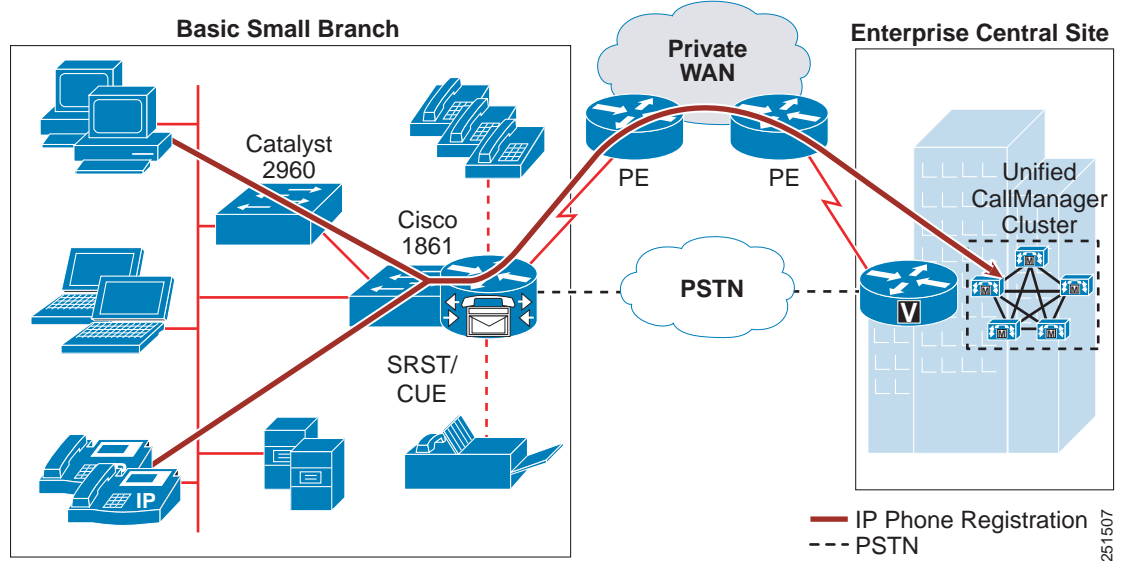 Basic Small Branch
Private
WAN
Enterprise Central Site
Catalyst
2960
PE
PE
Unified
CallManager
Cluster
Cisco
1861
PSTN
V
M
M
M
M
M
SRST/
CUE
IP
IP Phone Registration
PSTN
251507